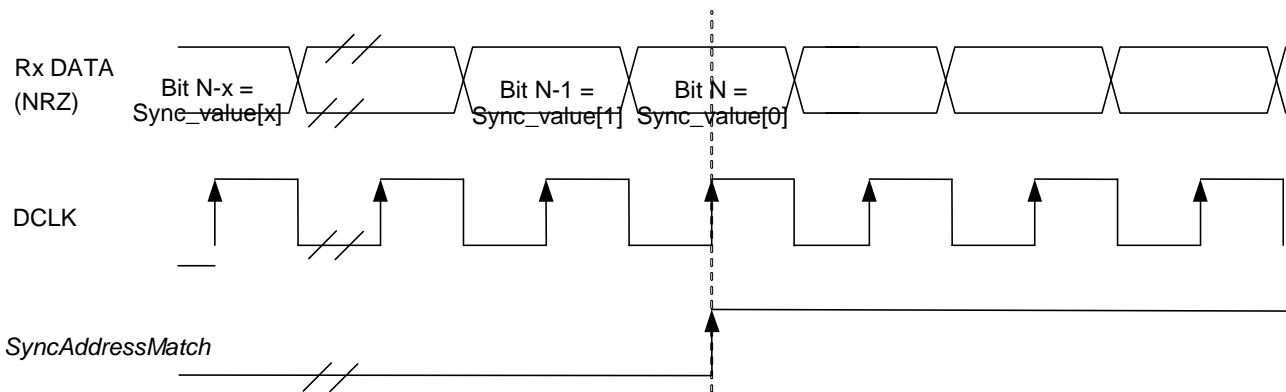 Rx DATA
(NRZ)
Bit N-x =
Sync_value[x]
Bit N-1 =
Sync_value[1]
Bit N =
Sync_value[0]
DCLK
SyncAddressMatch